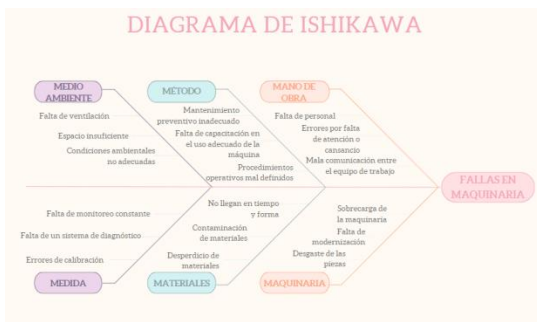 DIAGRAMA DE ISHIKAWA
MEDIO
AMBIENTE
Falta de ventilación
Espacio insuficiente
Condiciones ambientales
no adecuadas
MÉTODO
Mantenimiento
preventivo inadecuado
Falta de capacitación en
el uso adecuado de la
máquina
Procedimientos
operativos mal definidos
MANO DE
OBRA
Falta de personal
Errores por falta
de atención o
cansancio
Mala comunicación entre
el equipo de trabajo
FALLAS EN
MAQUINARIA
Falta de monitoreo constante
Falta de un sistema de diagnóstico
Errores de calibración
MEDIDA
No llegan en tiempo
y forma
Contaminación
de materiales
Desperdicio de
materiales
MATERIALES
Sobrecarga de
la maquinaria
Falta de
modernización
Desgaste de las
piezas
MAQUINARIA